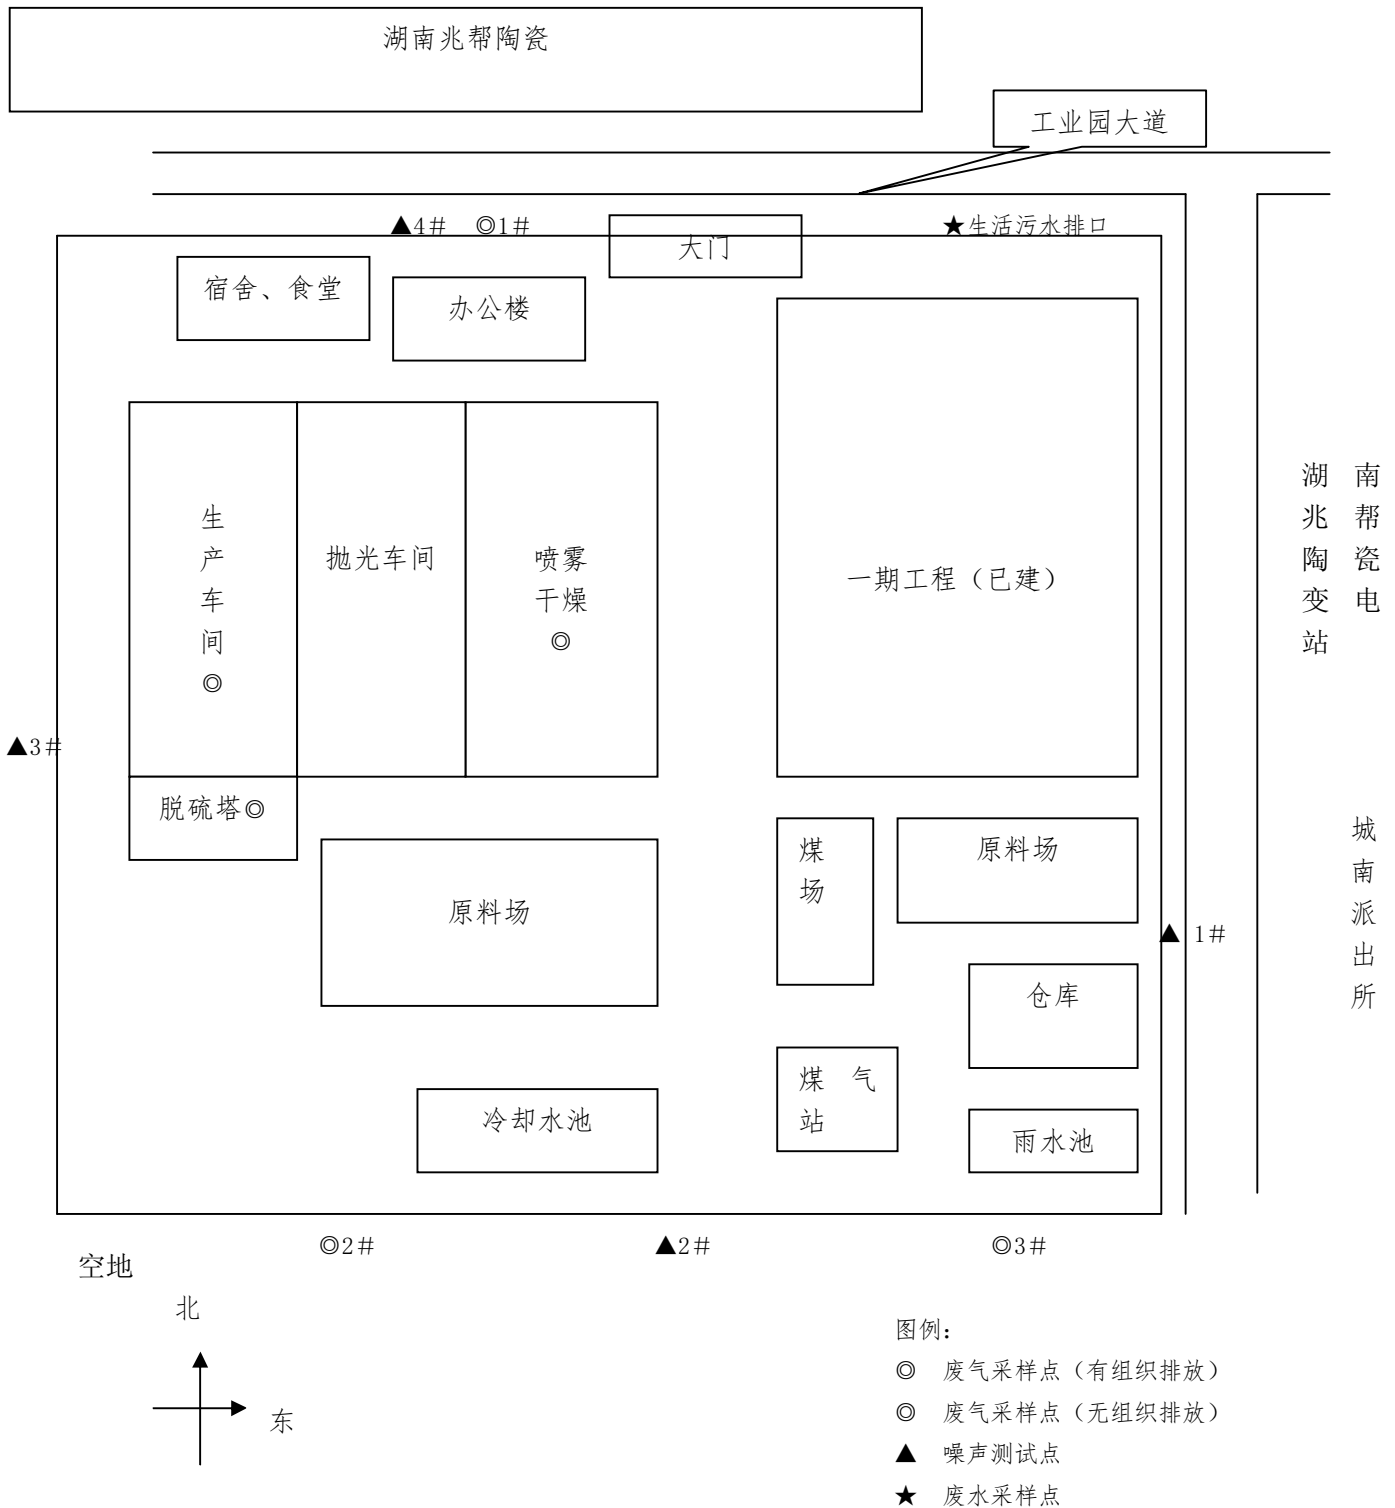 湖南兆帮陶瓷
工业园大道
▲4＃ ◎1＃
大门
★生活污水排口
宿舍、食堂
办公楼
生
产
车
间
◎
抛光车间
喷雾
干燥
◎
一期工程（已建）
湖 南
兆 帮
陶 瓷
变 电
站
▲3＃
脱硫塔◎
原料场
煤
场
原料场
城
南
派
出
所
▲ 1＃
仓库
煤 气
站
冷却水池
雨水池
◎2＃
▲2＃
◎3＃
空地
北
东
图例：
◎ 废气采样点（有组织排放）
◎ 废气采样点（无组织排放）
▲ 噪声测试点
★ 废水采样点